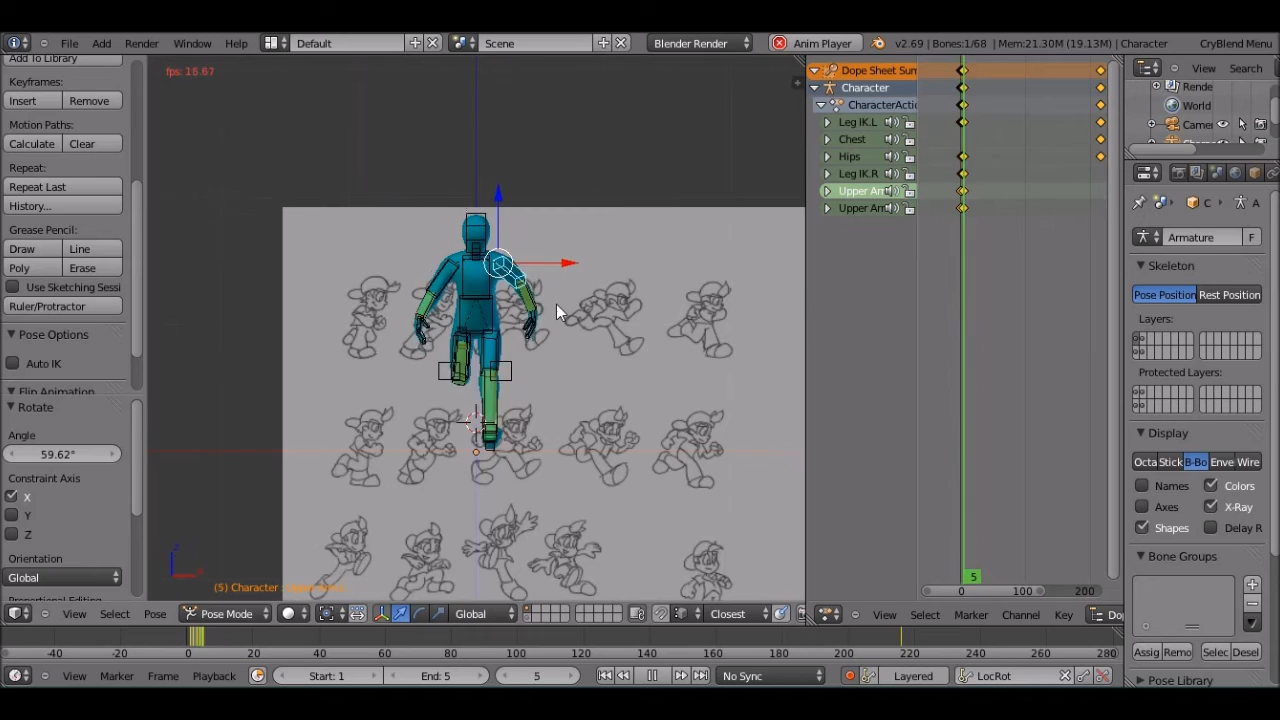 File Add Render Window Help Default Scene Blender Render Anim Player v2.69 | Bones:1/68 | Mem:21.30M (19.13M) | Character CryBlend Menu
Add To Library
Keyframes:
Insert Remove
Motion Paths:
Calculate Clear
Repeat:
Repeat Last
History...
Grease Pencil:
Draw Line
Poly Erase
Use Sketching Sessi
Ruler/Protractor
Pose Options
Auto IK
Flip Animation
Rotate
Angle
59.62°
Constraint Axis
X
Y
Z
Orientation
Global
fps: 16.67
(5) Character :
View Select Pose Pose Mode Global Closest
Dope Sheet Sum
Character
CharacterActio
Leg IK.L
Chest
Hips
Leg IK.R
Upper Arr
Upper Arr
5
0 100 200
View Select Marker Channel Key Dop
View Search
Rende
World
Camer
C A
Armature F
Skeleton
Pose Position Rest Position
Layers:
Protected Layers:
Display
Octa Stick B-Bo Enve Wire
Names Colors
Axes X-Ray
Shapes Delay R
Bone Groups
Assig Remo Selec Desel
Pose Library
-40 -20 0 20 40 60 80 100 120 140 160 180 200 220 240 260 280
View Marker Frame Playback Start: 1 End: 5 5 No Sync Layered LocRot